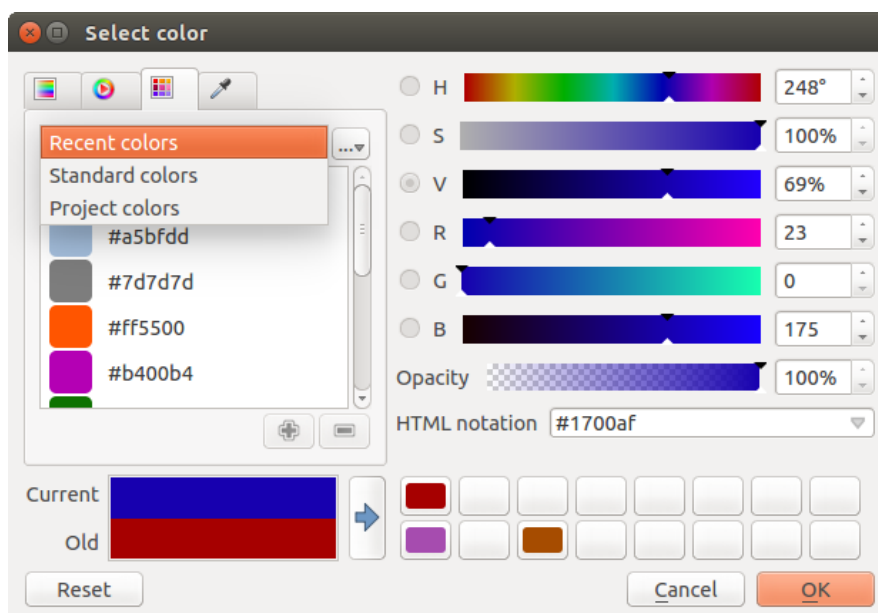 Select color
Recent colors
...
Standard colors
Project colors
#a5bfdd
#7d7d7d
#ff5500
#b400b4
H 248°
S 100%
V 69%
R 23
G 0
B 175
Opacity 100%
HTML notation #1700af
Current
Old
Reset
Cancel
OK